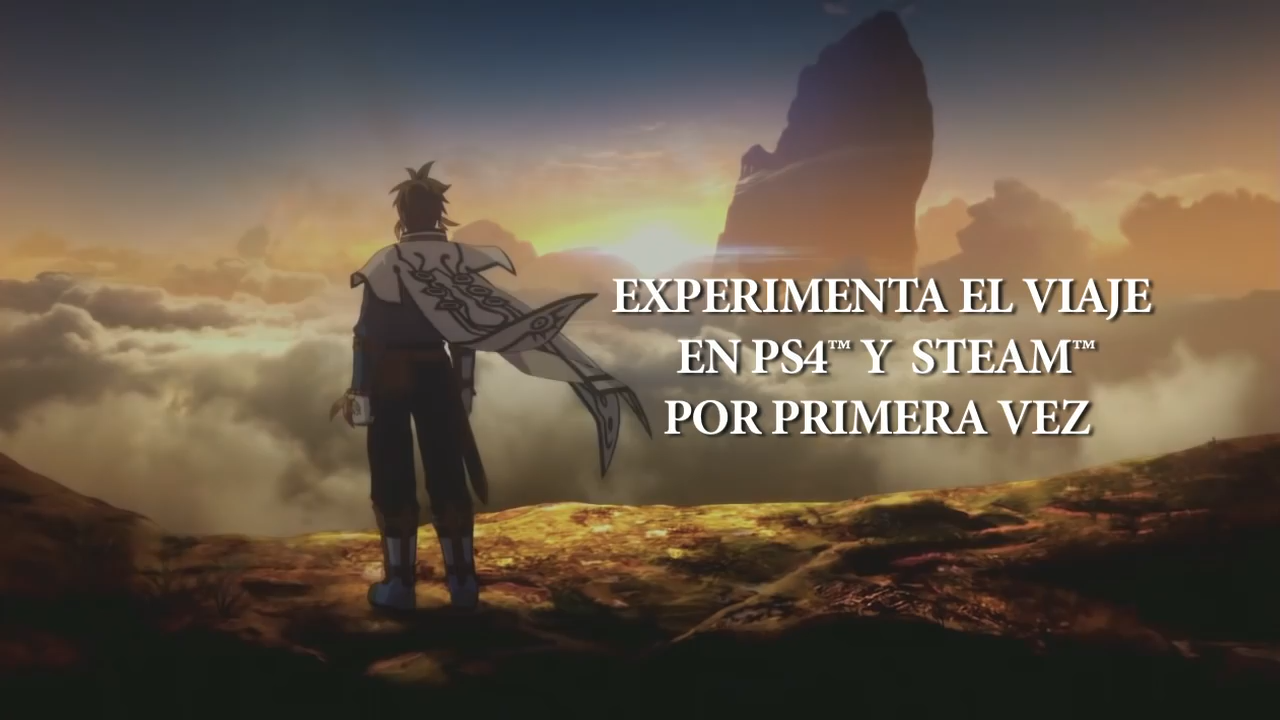 EXPERIMENTA EL VIAJE
EN PS4™ Y STEAM™
POR PRIMERA VEZ